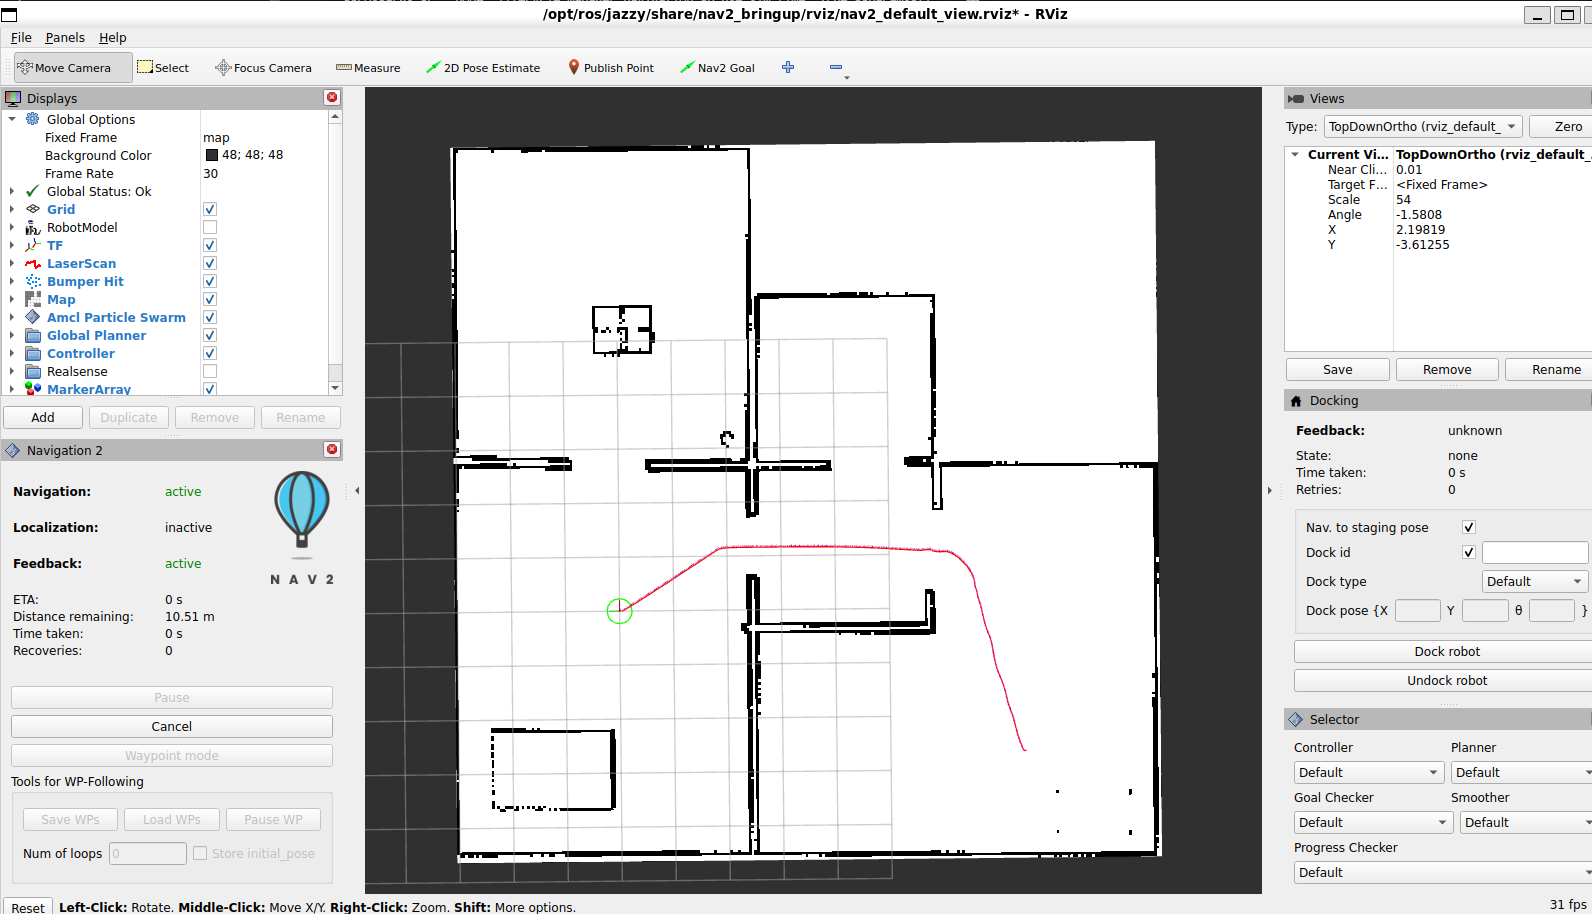 /opt/ros/jazzy/share/nav2_bringup/rviz/nav2_default_view.rviz* - RViz
File Panels Help
Move Camera Select Focus Camera Measure 2D Pose Estimate Publish Point Nav2 Goal
Displays
Global Options
Fixed Frame map
Background Color 48; 48; 48
Frame Rate 30
Global Status: Ok
Grid
RobotModel
TF
LaserScan
Bumper Hit
Map
Amcl Particle Swarm
Global Planner
Controller
Realsense
MarkerArray
Add Duplicate Remove Rename
Navigation 2
Navigation: active
Localization: inactive
Feedback: active
NAV2
ETA: 0 s
Distance remaining: 10.51 m
Time taken: 0 s
Recoveries: 0
Pause
Cancel
Waypoint mode
Tools for WP-Following
Save WPs Load WPs Pause WP
Num of loops 0 Store initial_pose
Views
Type: TopDownOrtho (rviz_default_ Zero
Current Vi... TopDownOrtho (rviz_default_
Near Cli... 0.01
Target F... <Fixed Frame>
Scale 54
Angle -1.5808
X 2.19819
Y -3.61255
Save Remove Rename
Docking
Feedback: unknown
State: none
Time taken: 0 s
Retries: 0
Nav. to staging pose
Dock id
Dock type Default
Dock pose {X Y θ }
Dock robot
Undock robot
Selector
Controller Planner
Default Default
Goal Checker Smoother
Default Default
Progress Checker
Default
Reset Left-Click: Rotate. Middle-Click: Move X/Y. Right-Click: Zoom. Shift: More options. 31 fps